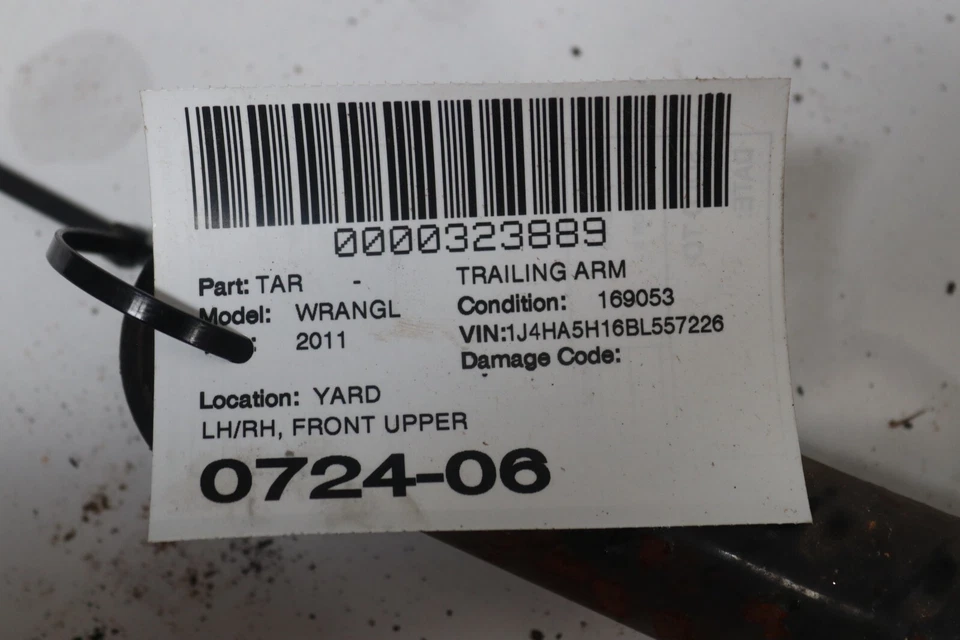 0000323889
Part: TAR - TRAILING ARM
Model: WRANGL Condition: 169053
2011 VIN:1J4HA5H16BL557226
Damage Code:
Location: YARD
LH/RH, FRONT UPPER
0724-06